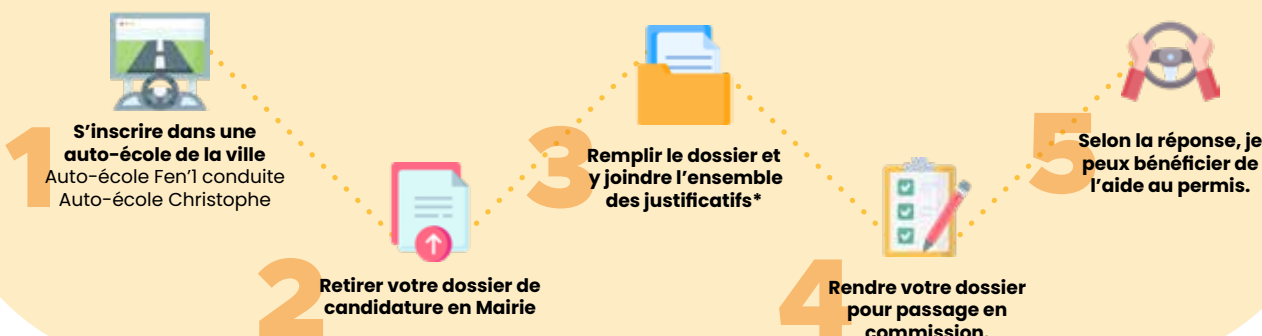 1
S’inscrire dans une
auto-école de la ville
Auto-école Fen’1 conduite
Auto-école Christophe
2
Retirer votre dossier de
candidature en Mairie
3
Remplir le dossier et
y joindre l’ensemble
des justificatifs*
4
Rendre votre dossier
pour passage en
commission.
5
Selon la réponse, je
peux bénéficier de
l’aide au permis.